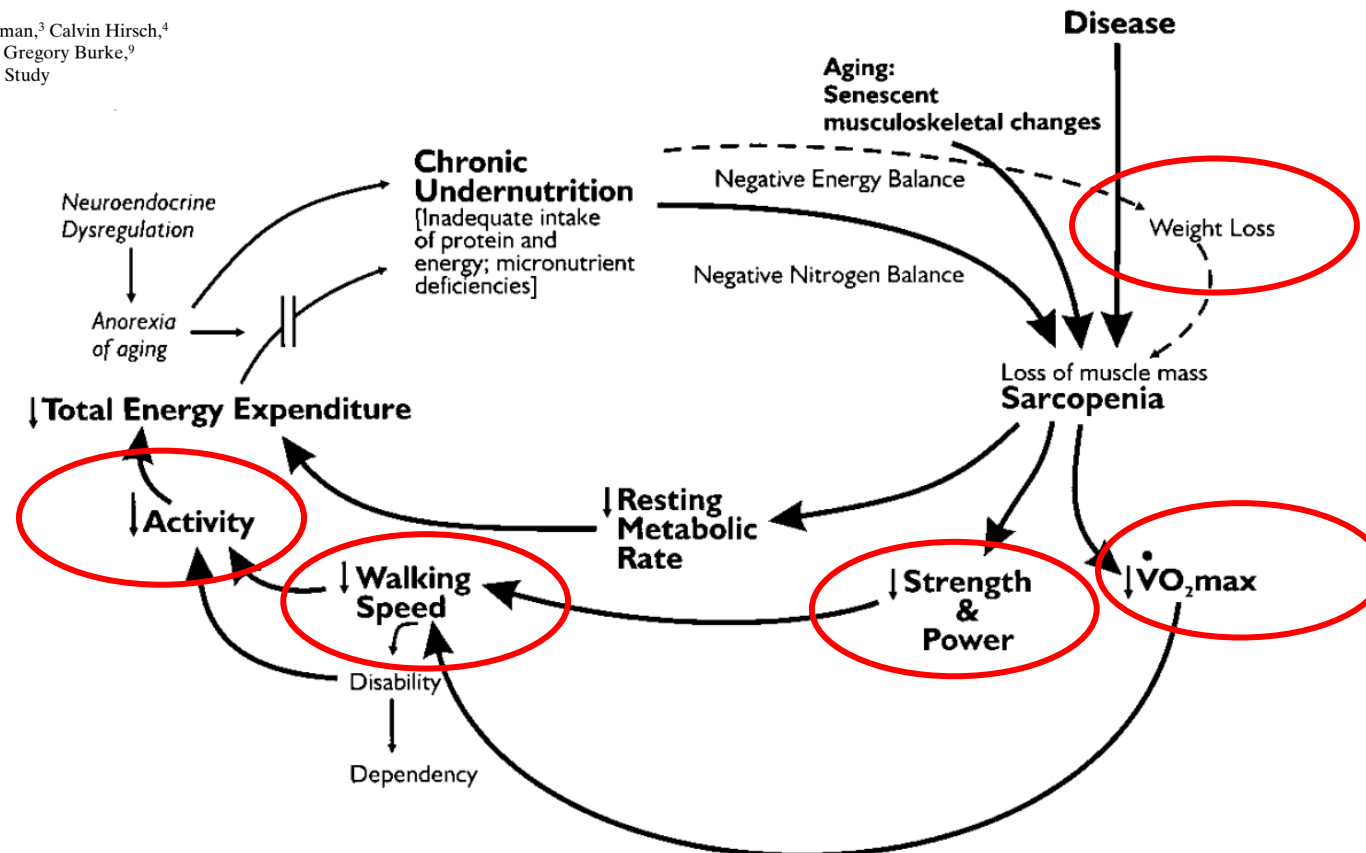 man,³ Calvin Hirsch,⁴
Gregory Burke,⁹
Study
Disease
Aging:
Senescent
musculoskeletal changes
Chronic
Undernutrition
[Inadequate intake
of protein and
energy; micronutrient
deficiencies]
Negative Energy Balance
Negative Nitrogen Balance
Weight Loss
Neuroendocrine
Dysregulation
Anorexia
of aging
Loss of muscle mass
Sarcopenia
↓Total Energy Expenditure
↓Activity
↓Resting
Metabolic
Rate
↓Walking
Speed
↓Strength
&
Power
↓V̇O₂max
Disability
Dependency